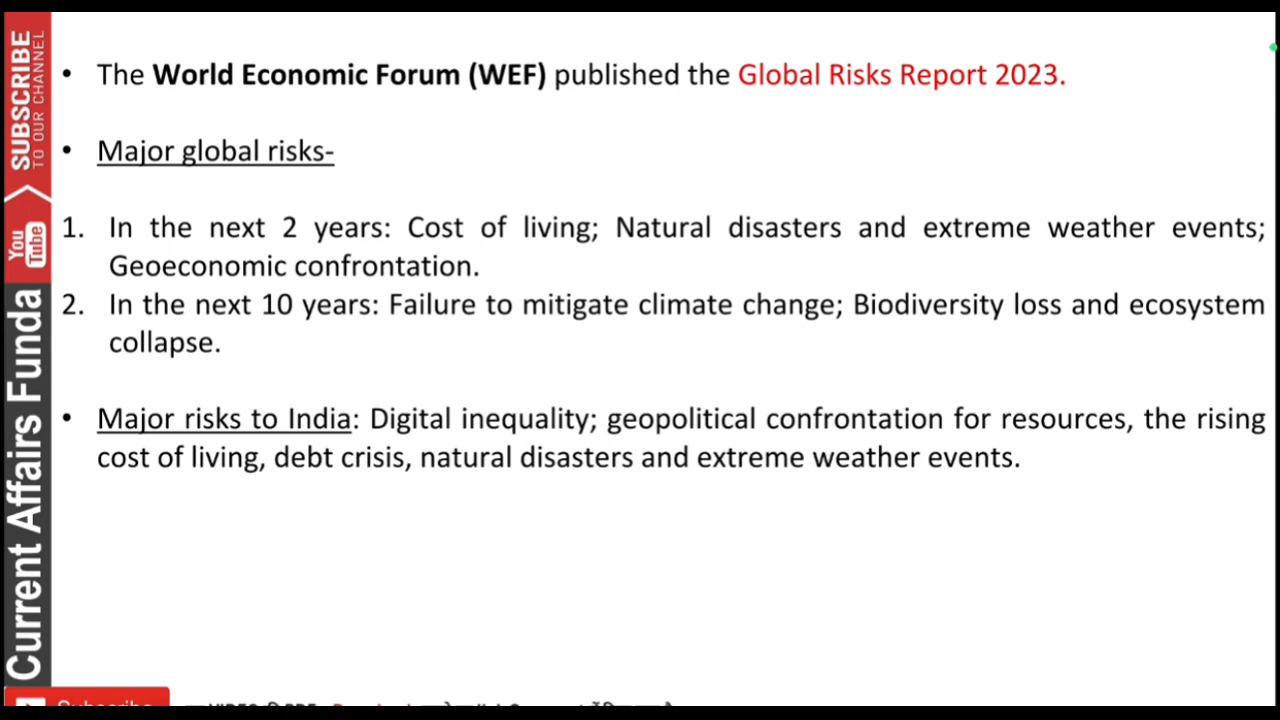 • The World Economic Forum (WEF) published the Global Risks Report 2023.
• Major global risks-
1. In the next 2 years: Cost of living; Natural disasters and extreme weather events;
Geoeconomic confrontation.
2. In the next 10 years: Failure to mitigate climate change; Biodiversity loss and ecosystem
collapse.
• Major risks to India: Digital inequality; geopolitical confrontation for resources, the rising
cost of living, debt crisis, natural disasters and extreme weather events.
SUBSCRIBE
TO OUR CHANNEL
You
Tube
Current Affairs Funda
Subscribe